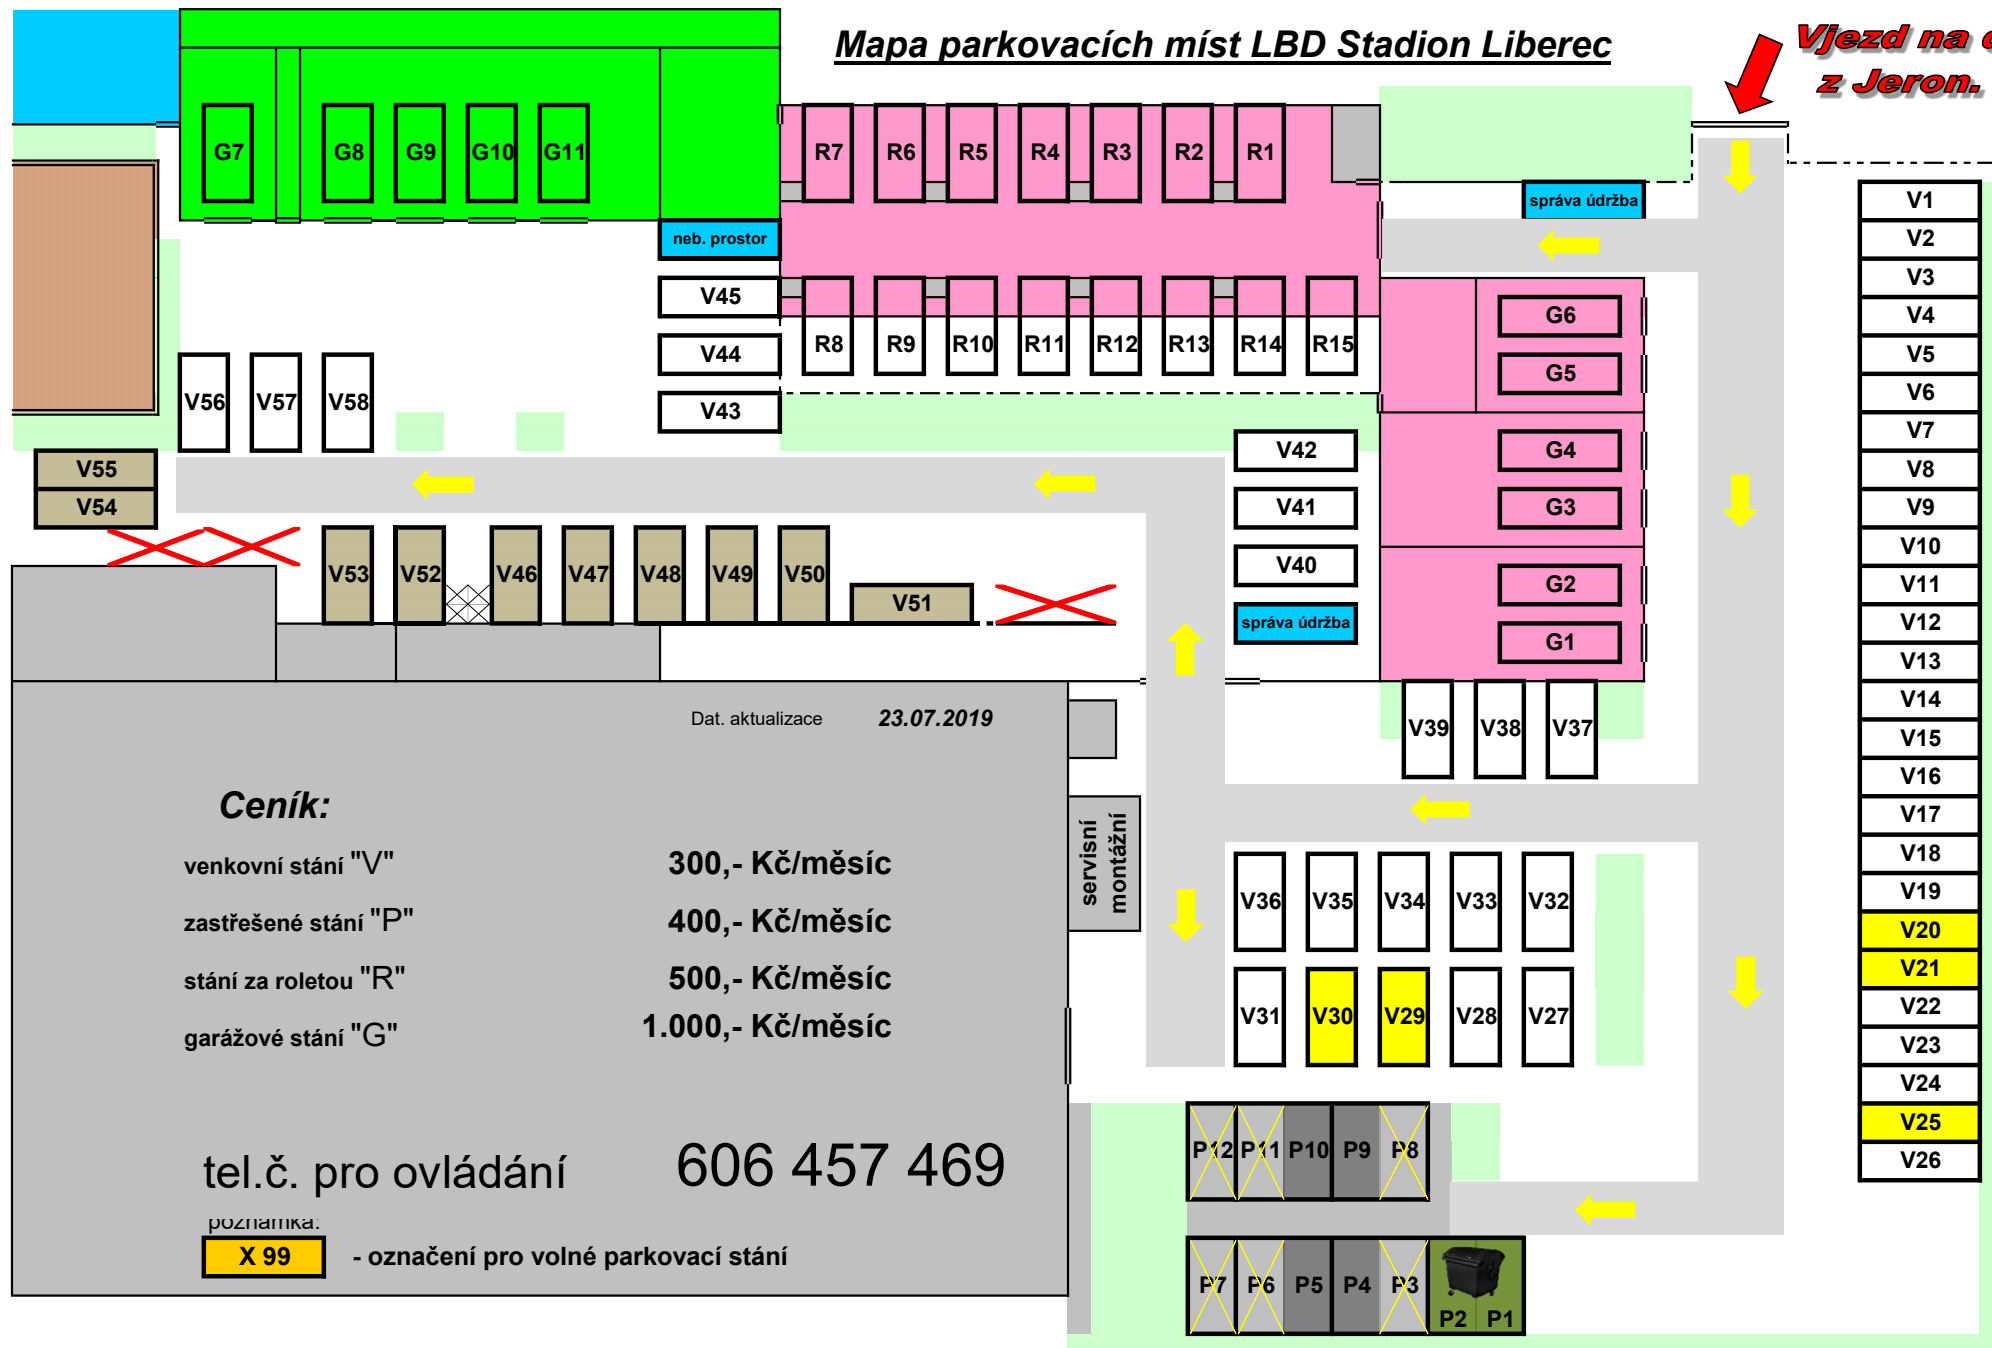 Mapa parkovacích míst LBD Stadion Liberec
Vjezd na
z Jeron.
G7 G8 G9 G10 G11
R7 R6 R5 R4 R3 R2 R1
správa údržba
neb. prostor
V45
V44
V43
R8 R9 R10 R11 R12 R13 R14 R15
G6
G5
G4
G3
G2
G1
V1
V2
V3
V4
V5
V6
V7
V8
V9
V10
V11
V12
V13
V14
V15
V16
V17
V18
V19
V20
V21
V22
V23
V24
V25
V26
V56 V57 V58
V55
V54
V42
V41
V40
správa údržba
V53 V52 V46 V47 V48 V49 V50
V51
V39 V38 V37
Dat. aktualizace 23.07.2019
Ceník:
venkovní stání "V" 300,- Kč/měsíc
zastřešené stání "P" 400,- Kč/měsíc
stání za roletou "R" 500,- Kč/měsíc
garážové stání "G" 1.000,- Kč/měsíc
servisní
montážní
V36 V35 V34 V33 V32
V31 V30 V29 V28 V27
tel.č. pro ovládání 606 457 469
poznámka:
X 99 - označení pro volné parkovací stání
P12 P11 P10 P9 P8
P7 P6 P5 P4 P3
P2 P1